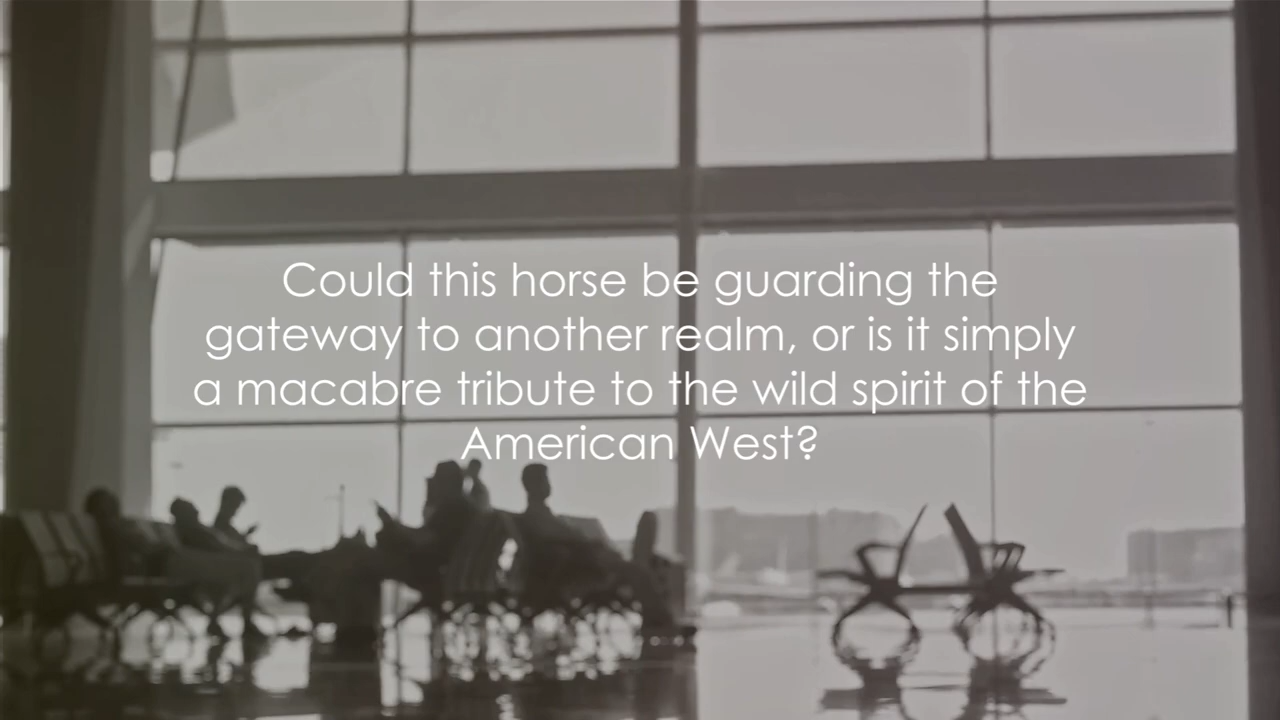 Could this horse be guarding the
gateway to another realm, or is it simply
a macabre tribute to the wild spirit of the
American West?